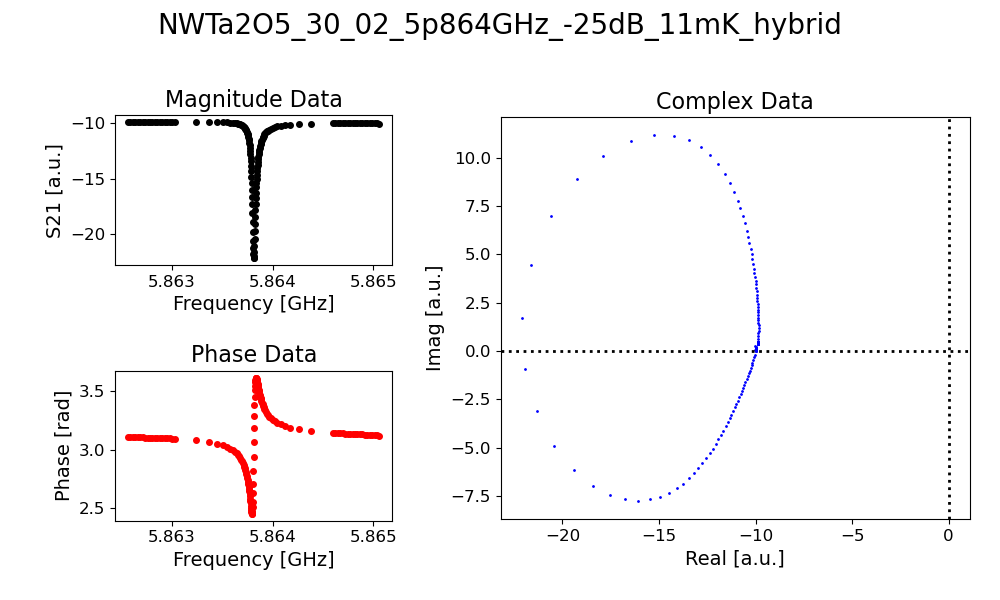 NWTa2O5_30_02_5p864GHz_-25dB_11mK_hybrid
Magnitude Data
S21 [a.u.]
−10
−15
−20
5.863
5.864
5.865
Frequency [GHz]
Phase Data
Phase [rad]
3.5
3.0
2.5
5.863
5.864
5.865
Frequency [GHz]
Complex Data
Imag [a.u.]
10.0
7.5
5.0
2.5
0.0
−2.5
−5.0
−7.5
−20
−15
−10
−5
0
Real [a.u.]